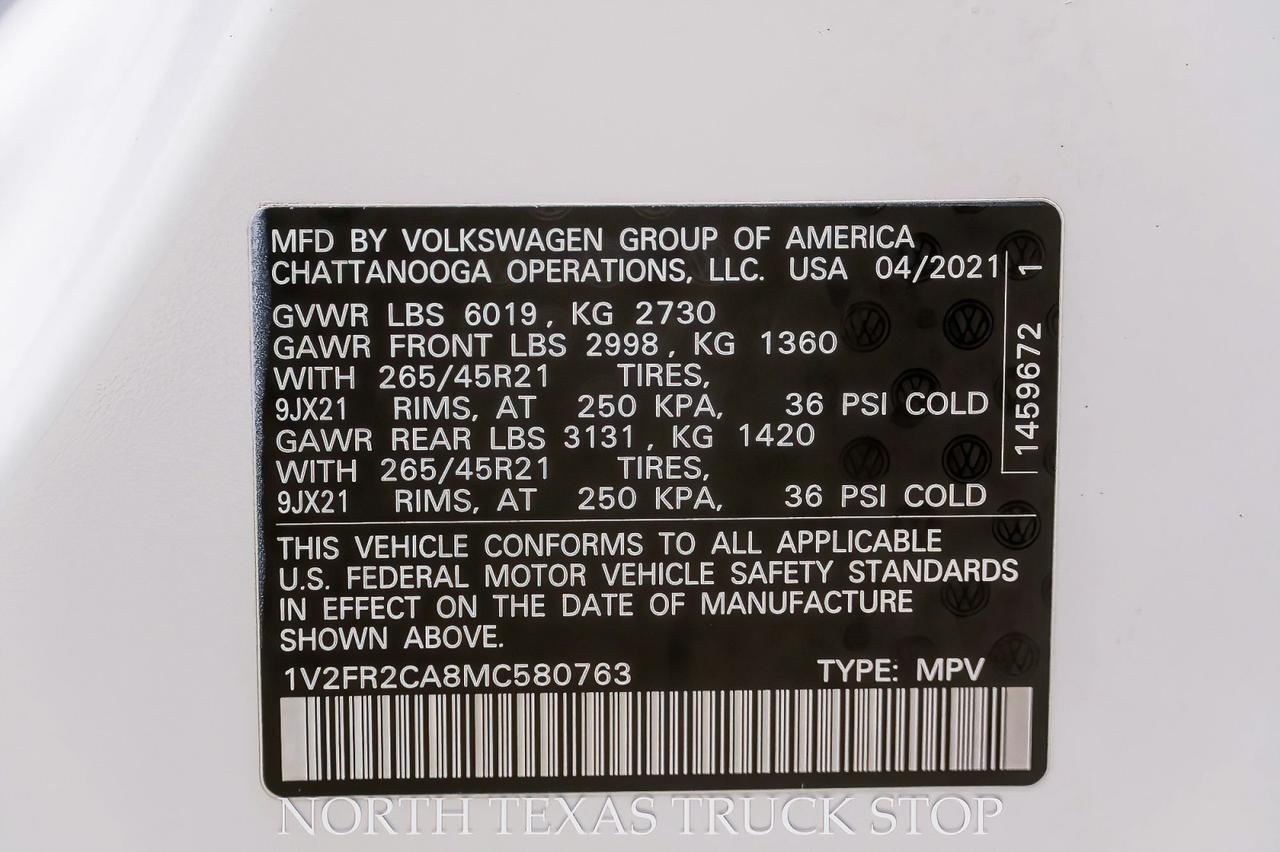 MFD BY VOLKSWAGEN GROUP OF AMERICA
CHATTANOOGA OPERATIONS, LLC. USA 04/2021
GVWR LBS 6019, KG 2730
GAWR FRONT LBS 2998, KG 1360
WITH 265/45R21 TIRES,
9JX21 RIMS, AT 250 KPA, 36 PSI COLD
GAWR REAR LBS 3131, KG 1420
WITH 265/45R21 TIRES,
9JX21 RIMS, AT 250 KPA, 36 PSI COLD
1459672 1
THIS VEHICLE CONFORMS TO ALL APPLICABLE
U.S. FEDERAL MOTOR VEHICLE SAFETY STANDARDS
IN EFFECT ON THE DATE OF MANUFACTURE
SHOWN ABOVE.
1V2FR2CA8MC580763 TYPE: MPV
NORTH TEXAS TRUCK STOP